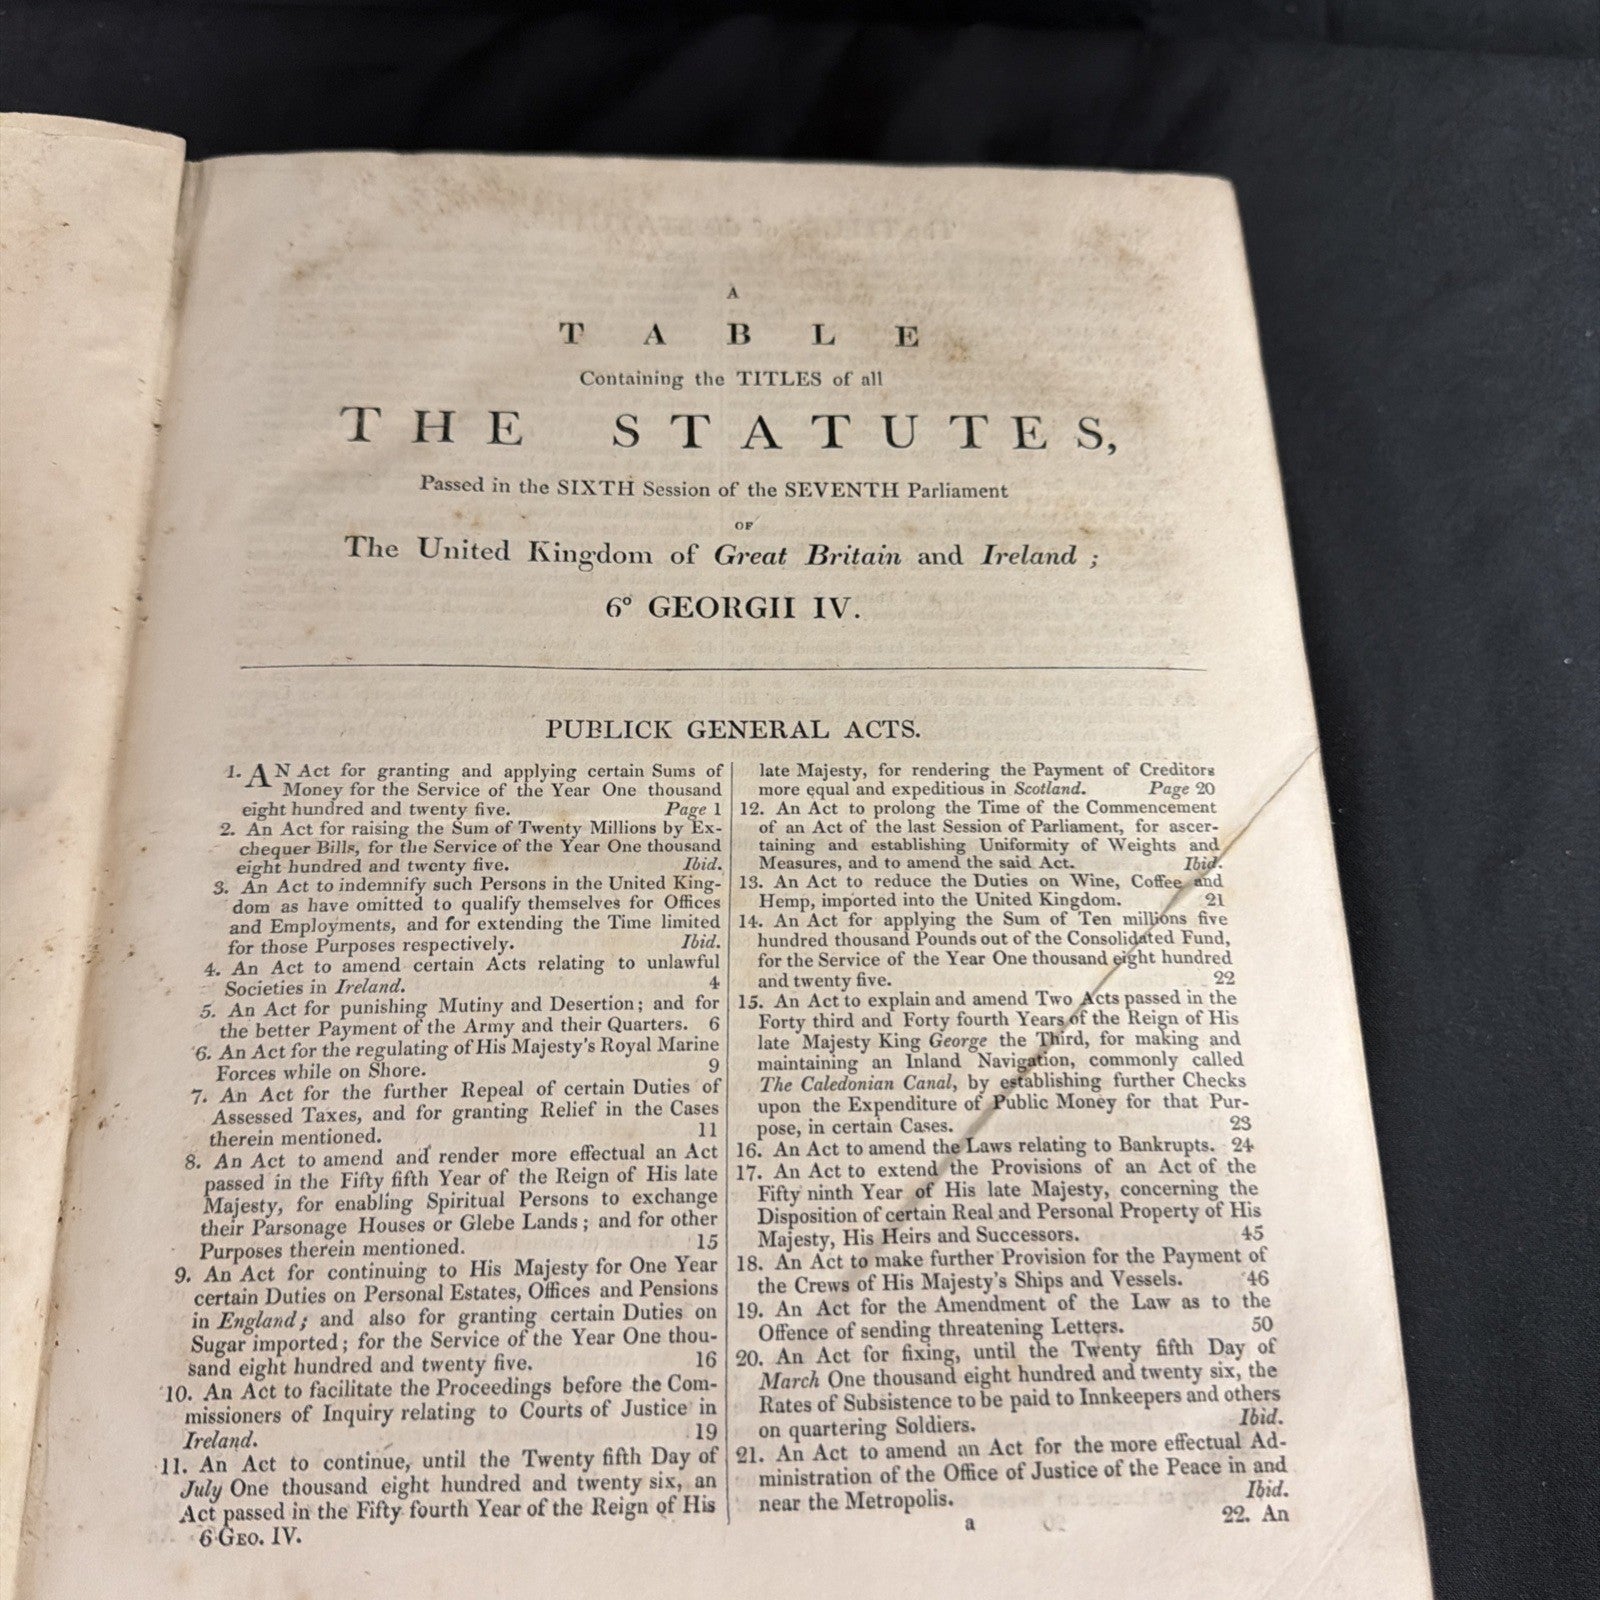 A
TABLE
Containing the TITLES of all
THE STATUTES,
Passed in the SIXTH Session of the SEVENTH Parliament
OF
The United Kingdom of Great Britain and Ireland ;
6° GEORGII IV.
PUBLICK GENERAL ACTS.
1. AN Act for granting and applying certain Sums of
Money for the Service of the Year One thousand
eight hundred and twenty five. Page 1
2. An Act for raising the Sum of Twenty Millions by Ex-
chequer Bills, for the Service of the Year One thousand
eight hundred and twenty five. Ibid.
3. An Act to indemnify such Persons in the United King-
dom as have omitted to qualify themselves for Offices
and Employments, and for extending the Time limited
for those Purposes respectively. Ibid.
4. An Act to amend certain Acts relating to unlawful
Societies in Ireland. 4
5. An Act for punishing Mutiny and Desertion; and for
the better Payment of the Army and their Quarters. 6
6. An Act for the regulating of His Majesty's Royal Marine
Forces while on Shore. 9
7. An Act for the further Repeal of certain Duties of
Assessed Taxes, and for granting Relief in the Cases
therein mentioned. 11
8. An Act to amend and render more effectual an Act
passed in the Fifty fifth Year of the Reign of His late
Majesty, for enabling Spiritual Persons to exchange
their Parsonage Houses or Glebe Lands; and for other
Purposes therein mentioned. 15
9. An Act for continuing to His Majesty for One Year
certain Duties on Personal Estates, Offices and Pensions
in England; and also for granting certain Duties on
Sugar imported; for the Service of the Year One thou-
sand eight hundred and twenty five. 16
10. An Act to facilitate the Proceedings before the Com-
missioners of Inquiry relating to Courts of Justice in
Ireland. 19
11. An Act to continue, until the Twenty fifth Day of
July One thousand eight hundred and twenty six, an
Act passed in the Fifty fourth Year of the Reign of His
6 GEO. IV.
late Majesty, for rendering the Payment of Creditors
more equal and expeditious in Scotland. Page 20
12. An Act to prolong the Time of the Commencement
of an Act of the last Session of Parliament, for ascer-
taining and establishing Uniformity of Weights and
Measures, and to amend the said Act. Ibid.
13. An Act to reduce the Duties on Wine, Coffee and
Hemp, imported into the United Kingdom. 21
14. An Act for applying the Sum of Ten millions five
hundred thousand Pounds out of the Consolidated Fund,
for the Service of the Year One thousand eight hundred
and twenty five. 22
15. An Act to explain and amend Two Acts passed in the
Forty third and Forty fourth Years of the Reign of His
late Majesty King George the Third, for making and
maintaining an Inland Navigation, commonly called
The Caledonian Canal, by establishing further Checks
upon the Expenditure of Public Money for that Pur-
pose, in certain Cases. 23
16. An Act to amend the Laws relating to Bankrupts. 24
17. An Act to extend the Provisions of an Act of the
Fifty ninth Year of His late Majesty, concerning the
Disposition of certain Real and Personal Property of His
Majesty, His Heirs and Successors. 45
18. An Act to make further Provision for the Payment of
the Crews of His Majesty's Ships and Vessels. 46
19. An Act for the Amendment of the Law as to the
Offence of sending threatening Letters. 50
20. An Act for fixing, until the Twenty fifth Day of
March One thousand eight hundred and twenty six, the
Rates of Subsistence to be paid to Innkeepers and others
on quartering Soldiers. Ibid.
21. An Act to amend an Act for the more effectual Ad-
ministration of the Office of Justice of the Peace in and
near the Metropolis. Ibid.
a 22. An